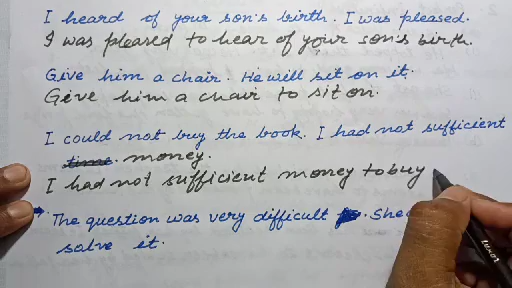 I heard of your son's birth. I was pleased.
I was pleased to hear of your son's birth.
Give him a chair. He will sit on it.
Give him a chair to sit on.
I could not buy the book. I had not sufficient
money.
I had not sufficient money to buy
The question was very difficult. She
solve it.